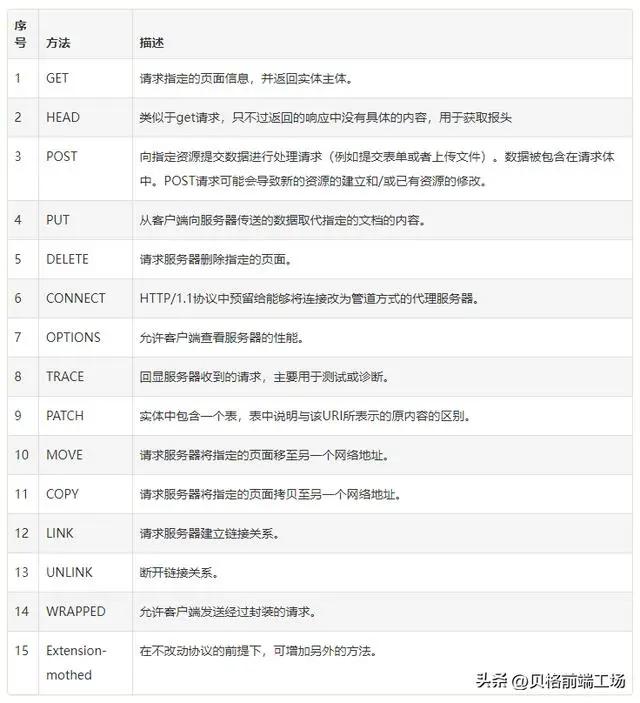 序号 方法 描述
1 GET 请求指定的页面信息，并返回实体主体。
2 HEAD 类似于get请求，只不过返回的响应中没有具体的内容，用于获取报头
3 POST 向指定资源提交数据进行处理请求（例如提交表单或者上传文件）。数据被包含在请求体
中。POST请求可能会导致新的资源的建立和/或已有资源的修改。
4 PUT 从客户端向服务器传送的数据取代指定的文档的内容。
5 DELETE 请求服务器删除指定的页面。
6 CONNECT HTTP/1.1协议中预留给能够将连接改为管道方式的代理服务器。
7 OPTIONS 允许客户端查看服务器的性能。
8 TRACE 回显服务器收到的请求，主要用于测试或诊断。
9 PATCH 实体中包含一个表，表中说明与该URI所表示的原内容的区别。
10 MOVE 请求服务器将指定的页面移至另一个网络地址。
11 COPY 请求服务器将指定的页面拷贝至另一个网络地址。
12 LINK 请求服务器建立链接关系。
13 UNLINK 断开链接关系。
14 WRAPPED 允许客户端发送经过封装的请求。
15 Extension- 在不改动协议的前提下，可增加另外的方法。
mothed
头条 @贝格前端工场